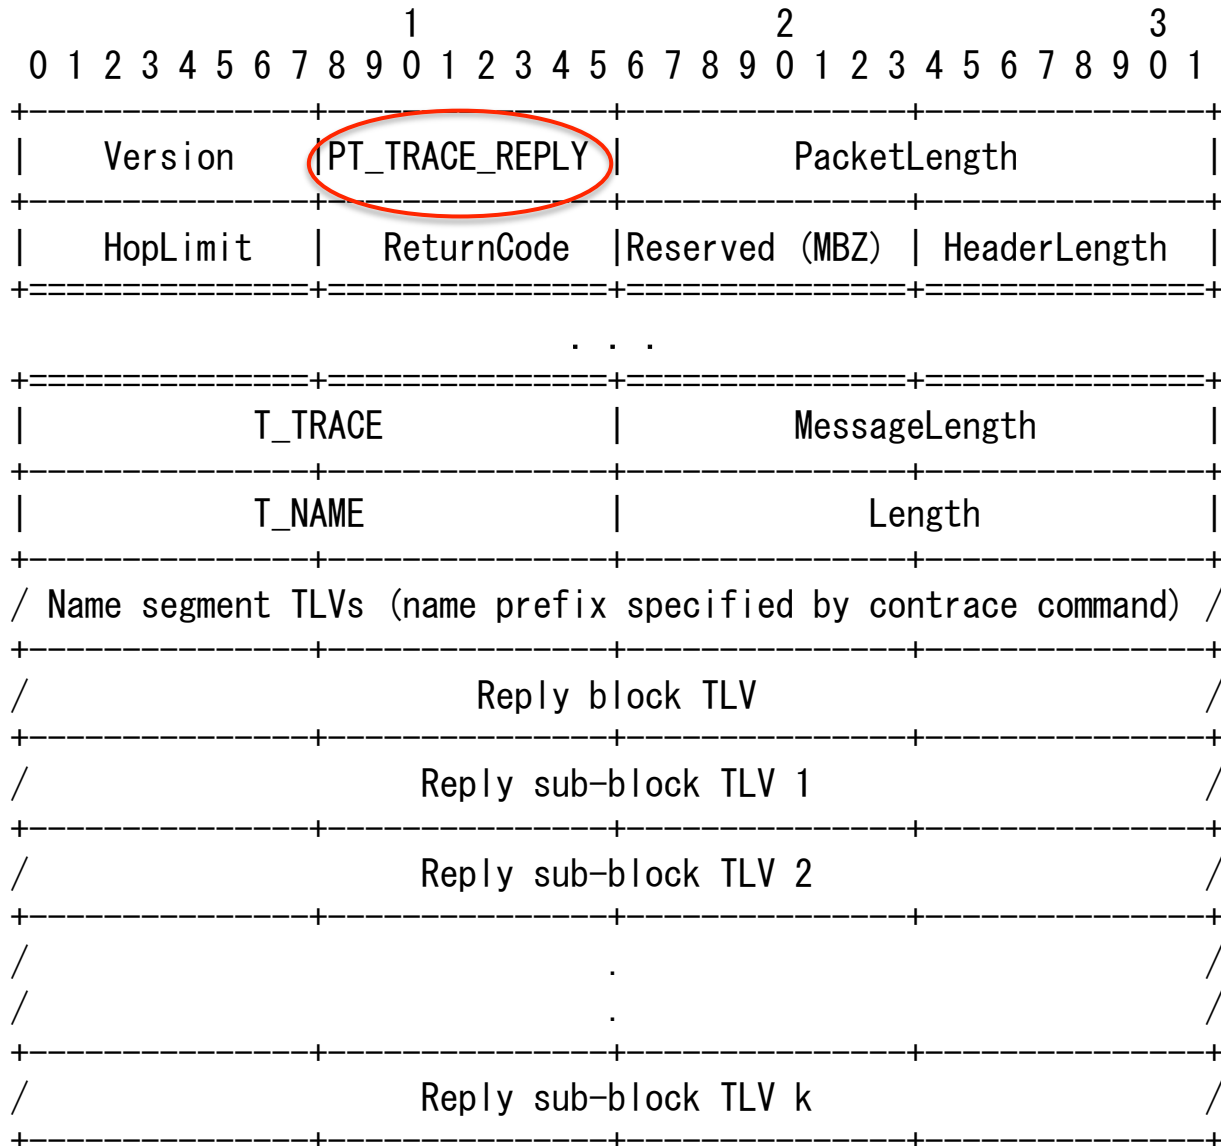 1                   2                   3
 0 1 2 3 4 5 6 7 8 9 0 1 2 3 4 5 6 7 8 9 0 1 2 3 4 5 6 7 8 9 0 1
+---------------+---------------+---------------+---------------+
|    Version    |PT_TRACE_REPLY |         PacketLength          |
+---------------+---------------+---------------+---------------+
|    HopLimit   |   ReturnCode  |Reserved (MBZ) | HeaderLength  |
+===============+===============+===============+===============+
                              . . .
+===============+===============+===============+===============+
|            T_TRACE            |         MessageLength         |
+---------------+---------------+---------------+---------------+
|            T_NAME             |             Length            |
+---------------+---------------+---------------+---------------+
/ Name segment TLVs (name prefix specified by contrace command) /
+---------------+---------------+---------------+---------------+
/                        Reply block TLV                        /
+---------------+---------------+---------------+---------------+
/                     Reply sub-block TLV 1                     /
+---------------+---------------+---------------+---------------+
/                     Reply sub-block TLV 2                     /
+---------------+---------------+---------------+---------------+
/                               .                               /
/                               .                               /
+---------------+---------------+---------------+---------------+
/                     Reply sub-block TLV k                     /
+---------------+---------------+---------------+---------------+